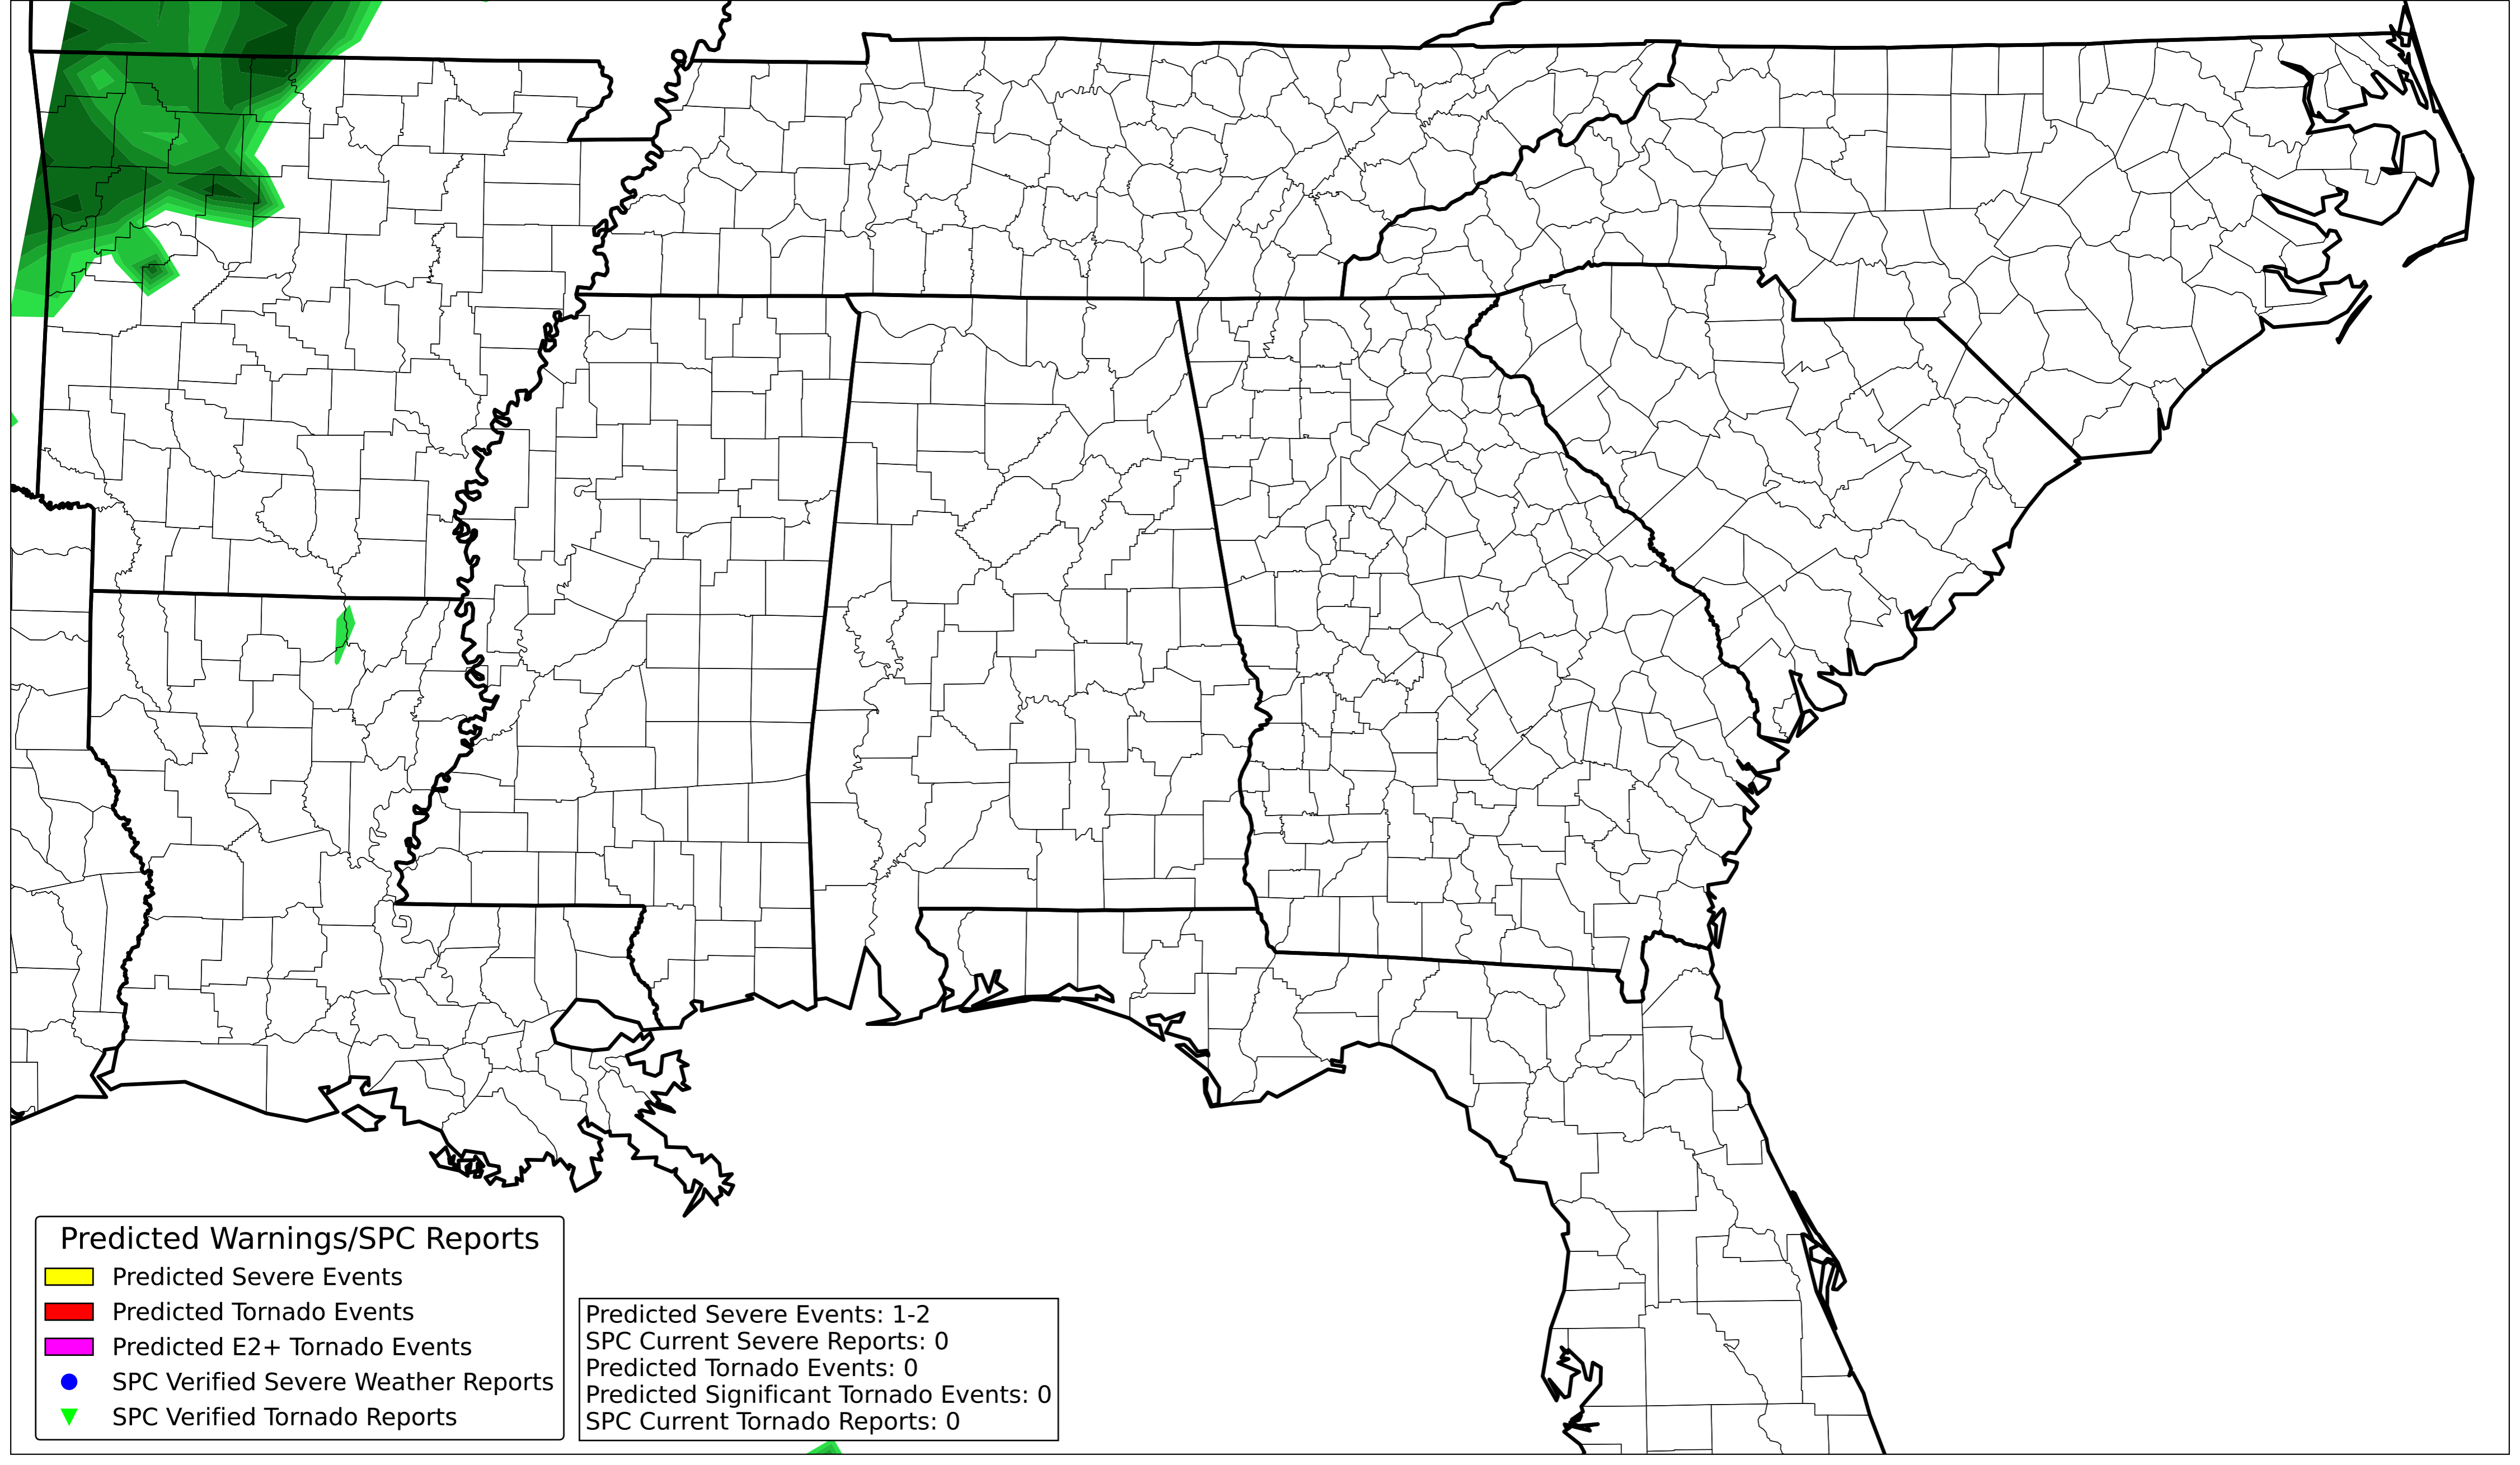 Predicted Warnings/SPC Reports
Predicted Severe Events
Predicted Tornado Events
Predicted E2+ Tornado Events
SPC Verified Severe Weather Reports
SPC Verified Tornado Reports
Predicted Severe Events: 1-2
SPC Current Severe Reports: 0
Predicted Tornado Events: 0
Predicted Significant Tornado Events: 0
SPC Current Tornado Reports: 0